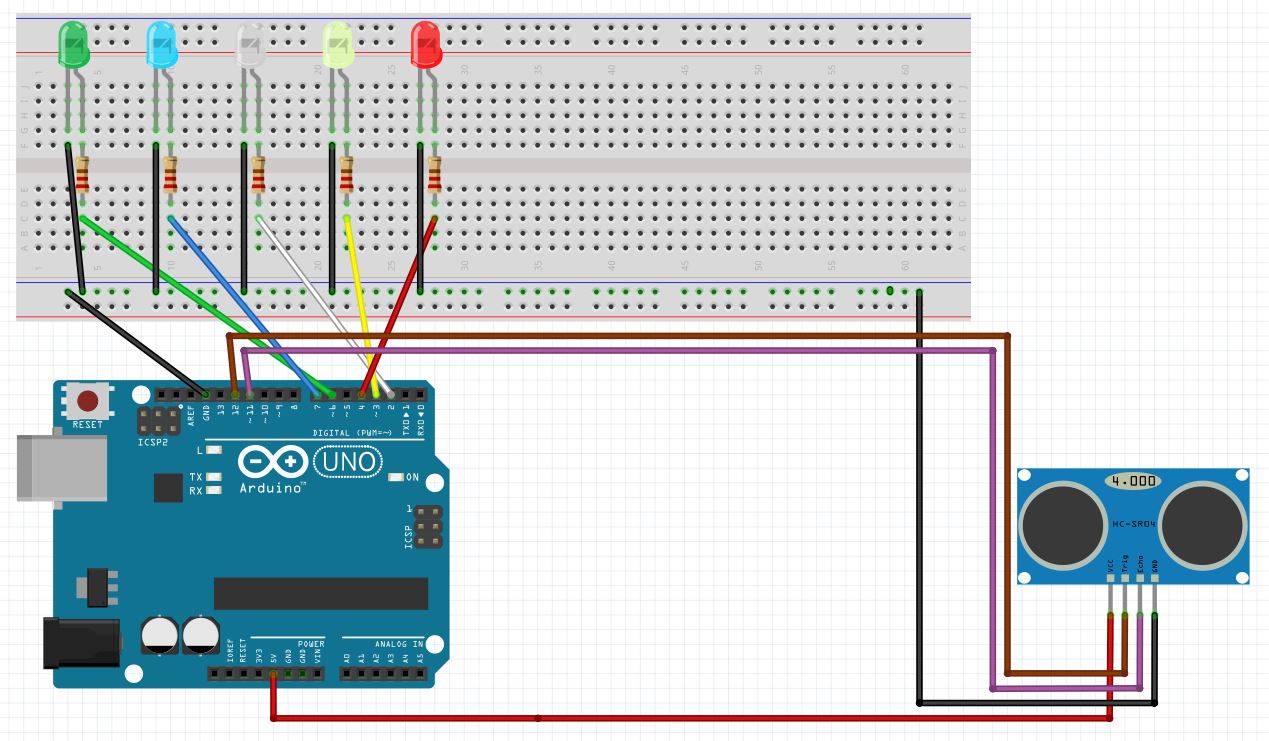 1 5 10 15 20 25 30 35 40 45 50 55 60
J J
I I
H H
G G
F F
E E
D D
C C
B B
A A
1 5 10 15 20 25 30 35 40 45 50 55 60
RESET
ICSP2
AREF
GND
13
12
~11
~10
~9
8
7
~6
~5
4
~3
2
TX0▶1
RX0◀0
DIGITAL (PWM=~)
L
TX
RX
UNO
Arduino™
ON
1
ICSP
POWER
ANALOG IN
IOREF
RESET
3V3
5V
GND
GND
VIN
A0
A1
A2
A3
A4
A5
4.000
HC-SR04
VCC
Trig
Echo
GND